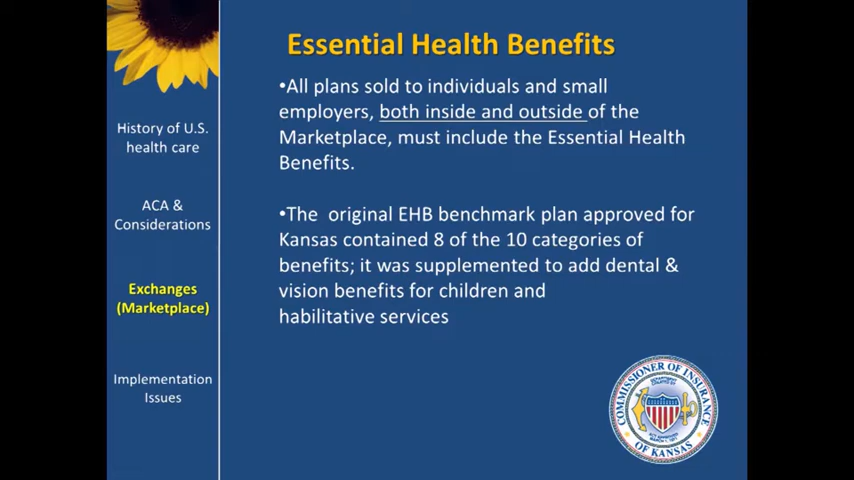 Essential Health Benefits
•All plans sold to individuals and small
employers, both inside and outside of the
Marketplace, must include the Essential Health
Benefits.
•The original EHB benchmark plan approved for
Kansas contained 8 of the 10 categories of
benefits; it was supplemented to add dental &
vision benefits for children and
habilitative services
History of U.S.
health care
ACA &
Considerations
Exchanges
(Marketplace)
Implementation
Issues
COMMISSIONER OF INSURANCE
OF KANSAS